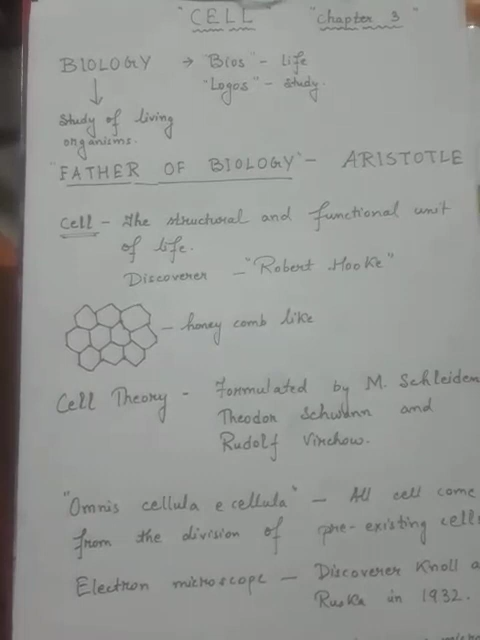 "CELL" "Chapter 3"
BIOLOGY → "Bios" - life
"Logos" - study.
Study of living
organisms.
"FATHER OF BIOLOGY" - ARISTOTLE
Cell - the structural and functional unit
of life.
Discoverer - "Robert Hooke"
- honey comb like
Cell Theory - Formulated by M. Schleiden
Theodor Schwann and
Rudolf Virchow.
"Omnis cellula e cellula" - All cell come
from the division of pre-existing cell
Electron microscope - Discoverer Knoll
Ruska in 1932.